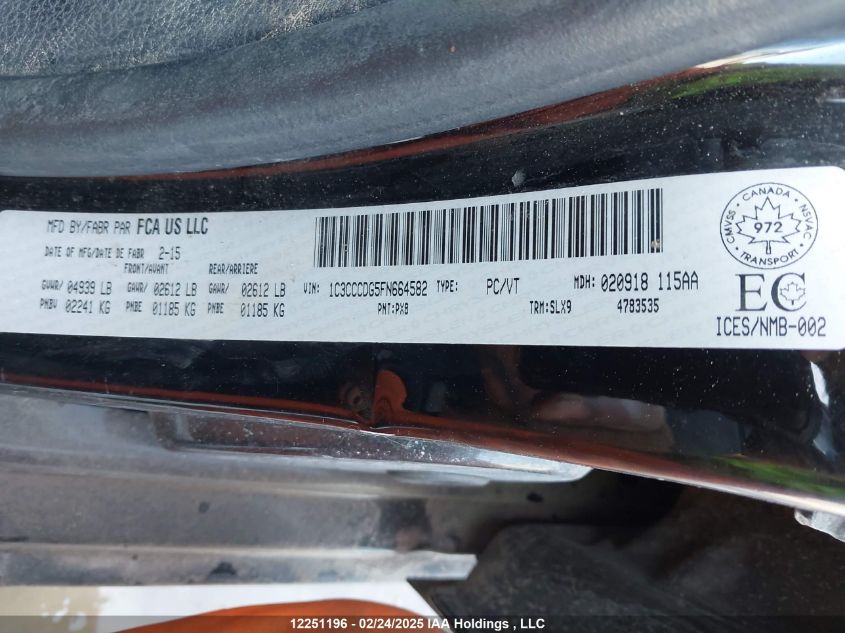 MFD BY/FABR PAR FCA US LLC
DATE OF MFG/DATE DE FABR 2-15
FRONT/AVANT REAR/ARRIERE
GVWR/ 04939 LB GAWR/ 02612 LB GAWR/ 02612 LB
PNBV 02241 KG PNBE 01185 KG PNBE 01185 KG
VIN: 1C3CCCDG5FN664582 TYPE: PC/VT MDH: 020918 115AA
PNT:PX8 TRM:SLX9 4783535
CANADA
CMVSS 972 NSVAC
TRANSPORT
EC
ICES/NMB-002
12251196 - 02/24/2025 IAA Holdings , LLC